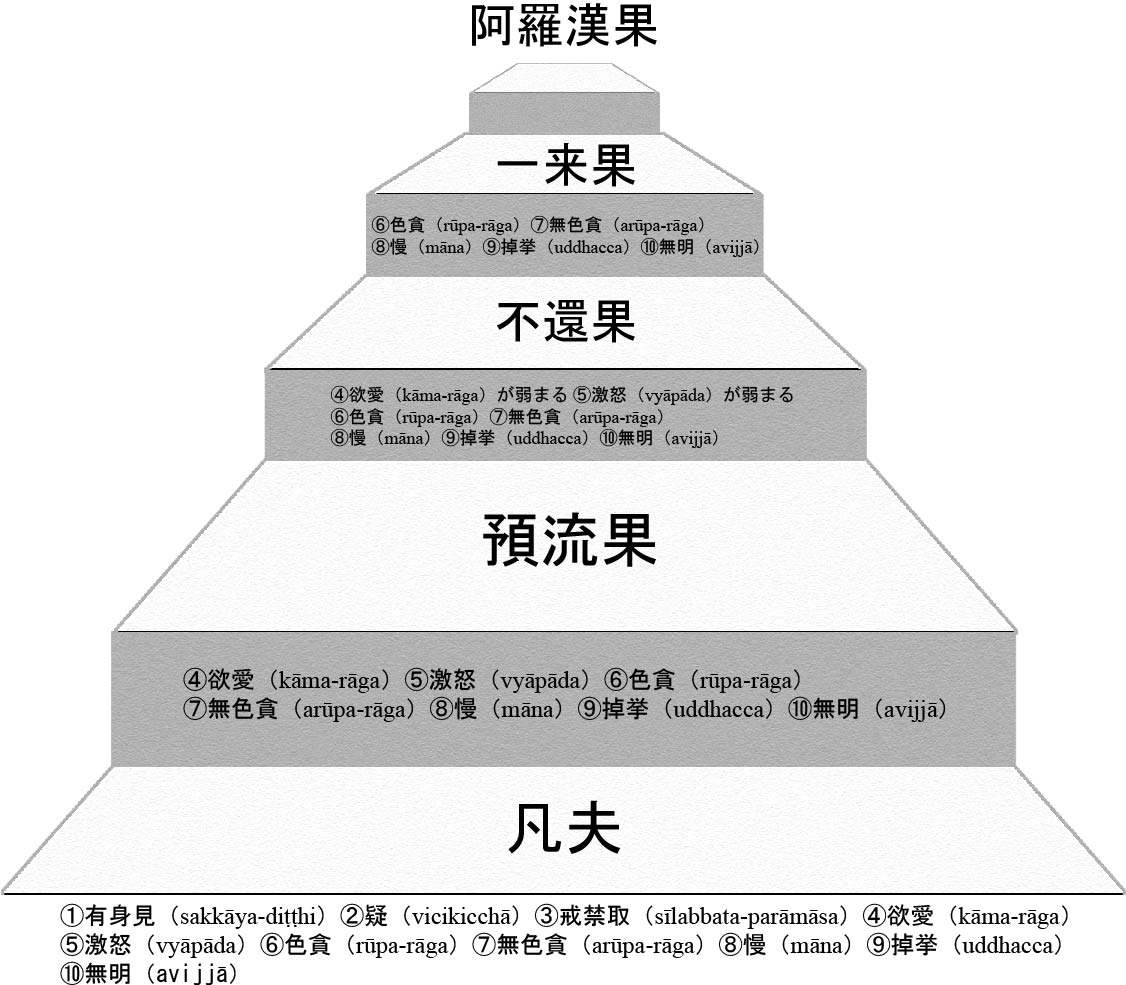 阿羅漢果
一来果
⑥色貪（rūpa-rāga）⑦無色貪（arūpa-rāga）
⑧慢（māna）⑨掉挙（uddhacca）⑩無明（avijjā）
不還果
④欲愛（kāma-rāga）が弱まる ⑤激怒（vyāpāda）が弱まる
⑥色貪（rūpa-rāga）⑦無色貪（arūpa-rāga）
⑧慢（māna）⑨掉挙（uddhacca）⑩無明（avijjā）
預流果
④欲愛（kāma-rāga）⑤激怒（vyāpāda）⑥色貪（rūpa-rāga）
⑦無色貪（arūpa-rāga）⑧慢（māna）⑨掉挙（uddhacca）⑩無明（avijjā）
凡夫
①有身見（sakkāya-diṭṭhi）②疑（vicikicchā）③戒禁取（sīlabbata-parāmāsa）④欲愛（kāma-rāga）
⑤激怒（vyāpāda）⑥色貪（rūpa-rāga）⑦無色貪（arūpa-rāga）⑧慢（māna）⑨掉挙（uddhacca）
⑩無明（avijjā）